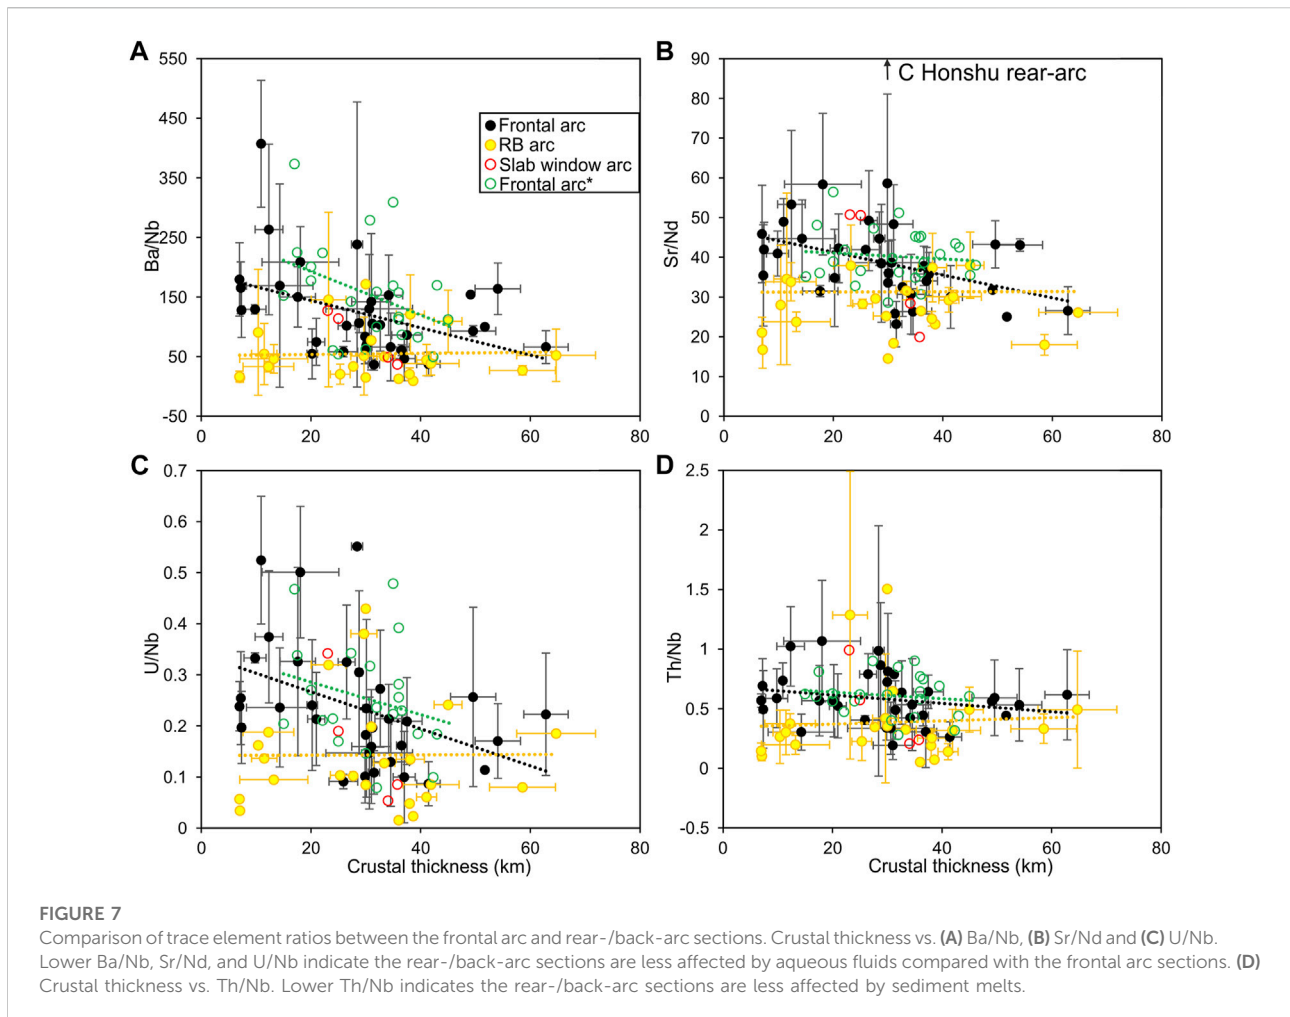 A
550
450
350
250
150
50
-50
Ba/Nb
0 20 40 60 80
Frontal arc
RB arc
Slab window arc
Frontal arc*
B
C Honshu rear-arc
90
80
70
60
50
40
30
20
10
0
Sr/Nd
0 20 40 60 80
C
0.7
0.6
0.5
0.4
0.3
0.2
0.1
0
U/Nb
0 20 40 60 80
Crustal thickness (km)
D
2.5
2
1.5
1
0.5
0
-0.5
Th/Nb
0 20 40 60 80
Crustal thickness (km)
FIGURE 7
Comparison of trace element ratios between the frontal arc and rear-/back-arc sections. Crustal thickness vs. (A) Ba/Nb, (B) Sr/Nd and (C) U/Nb.
Lower Ba/Nb, Sr/Nd, and U/Nb indicate the rear-/back-arc sections are less affected by aqueous fluids compared with the frontal arc sections. (D)
Crustal thickness vs. Th/Nb. Lower Th/Nb indicates the rear-/back-arc sections are less affected by sediment melts.